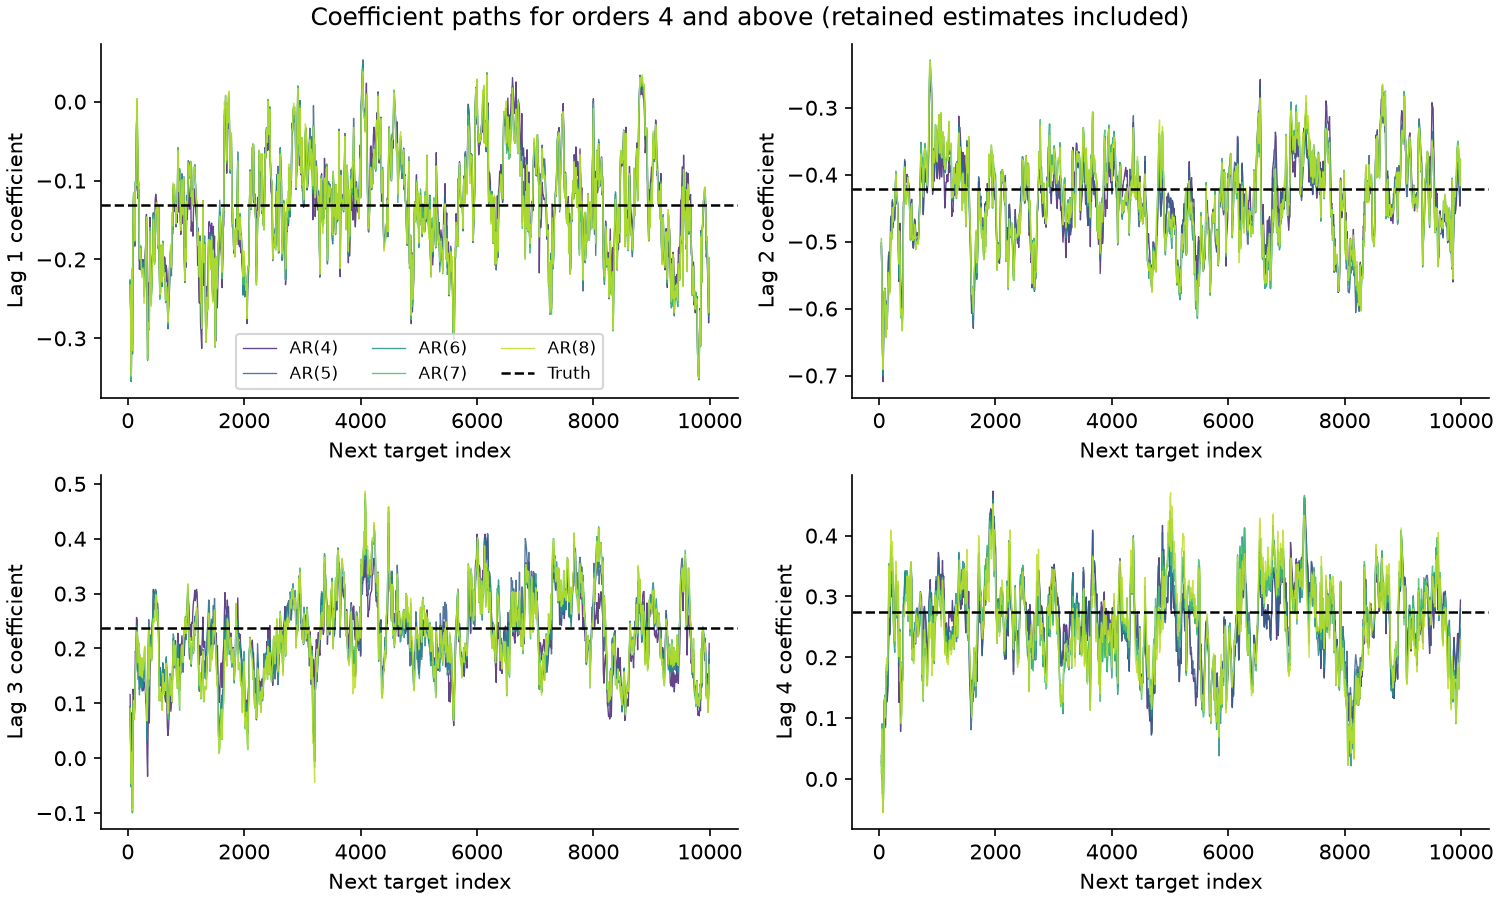 Coefficient paths for orders 4 and above (retained estimates included)
0.0
−0.1
−0.2
−0.3
Lag 1 coefficient
AR(4)
AR(5)
AR(6)
AR(7)
AR(8)
Truth
0 2000 4000 6000 8000 10000
Next target index
−0.3
−0.4
−0.5
−0.6
−0.7
Lag 2 coefficient
0 2000 4000 6000 8000 10000
Next target index
0.5
0.4
0.3
0.2
0.1
0.0
−0.1
Lag 3 coefficient
0 2000 4000 6000 8000 10000
Next target index
0.4
0.3
0.2
0.1
0.0
Lag 4 coefficient
0 2000 4000 6000 8000 10000
Next target index